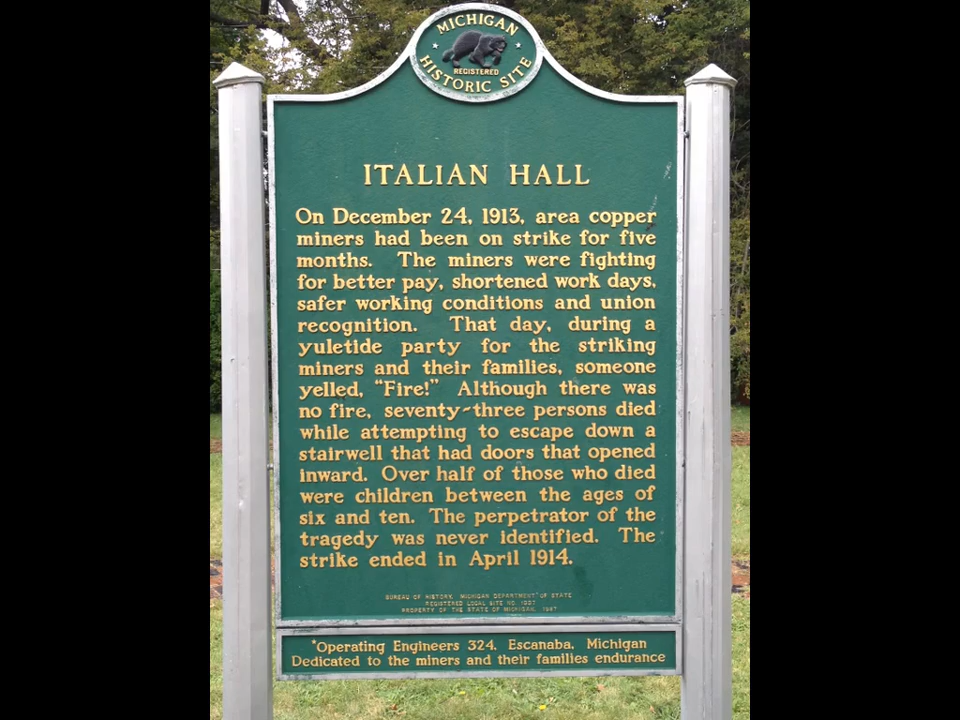 MICHIGAN
REGISTERED
HISTORIC SITE
ITALIAN HALL
On December 24, 1913, area copper
miners had been on strike for five
months. The miners were fighting
for better pay, shortened work days,
safer working conditions and union
recognition. That day, during a
yuletide party for the striking
miners and their families, someone
yelled, "Fire!" Although there was
no fire, seventy-three persons died
while attempting to escape down a
stairwell that had doors that opened
inward. Over half of those who died
were children between the ages of
six and ten. The perpetrator of the
tragedy was never identified. The
strike ended in April 1914.
BUREAU OF HISTORY, MICHIGAN DEPARTMENT OF STATE
REGISTERED LOCAL SITE NO. 1337
PROPERTY OF THE STATE OF MICHIGAN, 1987
*Operating Engineers 324, Escanaba, Michigan
Dedicated to the miners and their families endurance